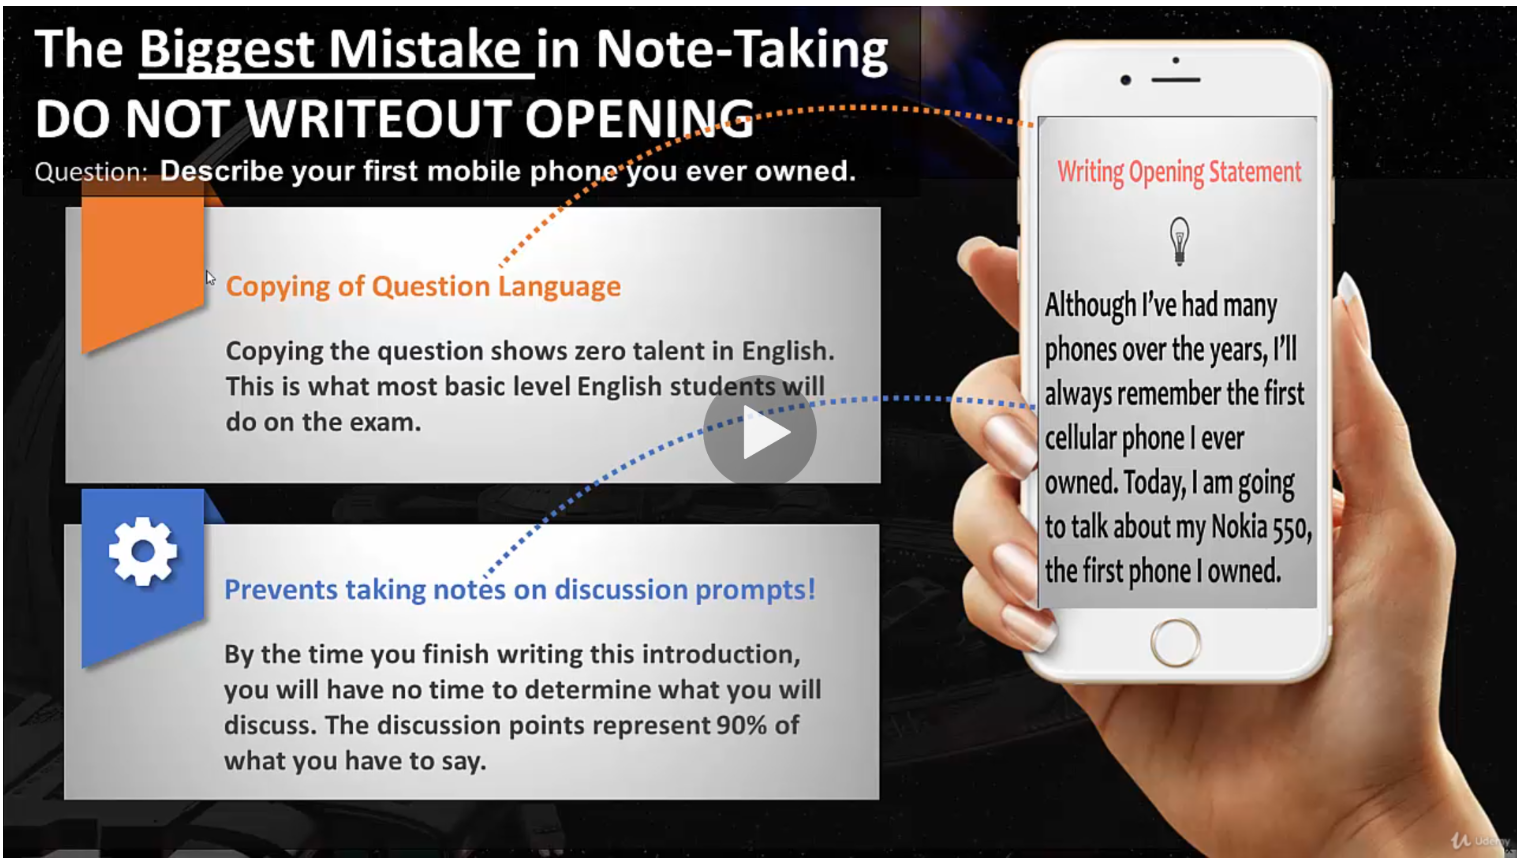 The Biggest Mistake in Note-Taking
DO NOT WRITEOUT OPENING
Question: Describe your first mobile phone you ever owned.
Copying of Question Language
Copying the question shows zero talent in English.
This is what most basic level English students will
do on the exam.
Prevents taking notes on discussion prompts!
By the time you finish writing this introduction,
you will have no time to determine what you will
discuss. The discussion points represent 90% of
what you have to say.
Writing Opening Statement
Although I've had many
phones over the years, I'll
always remember the first
cellular phone I ever
owned. Today, I am going
to talk about my Nokia 550,
the first phone I owned.
Udemy